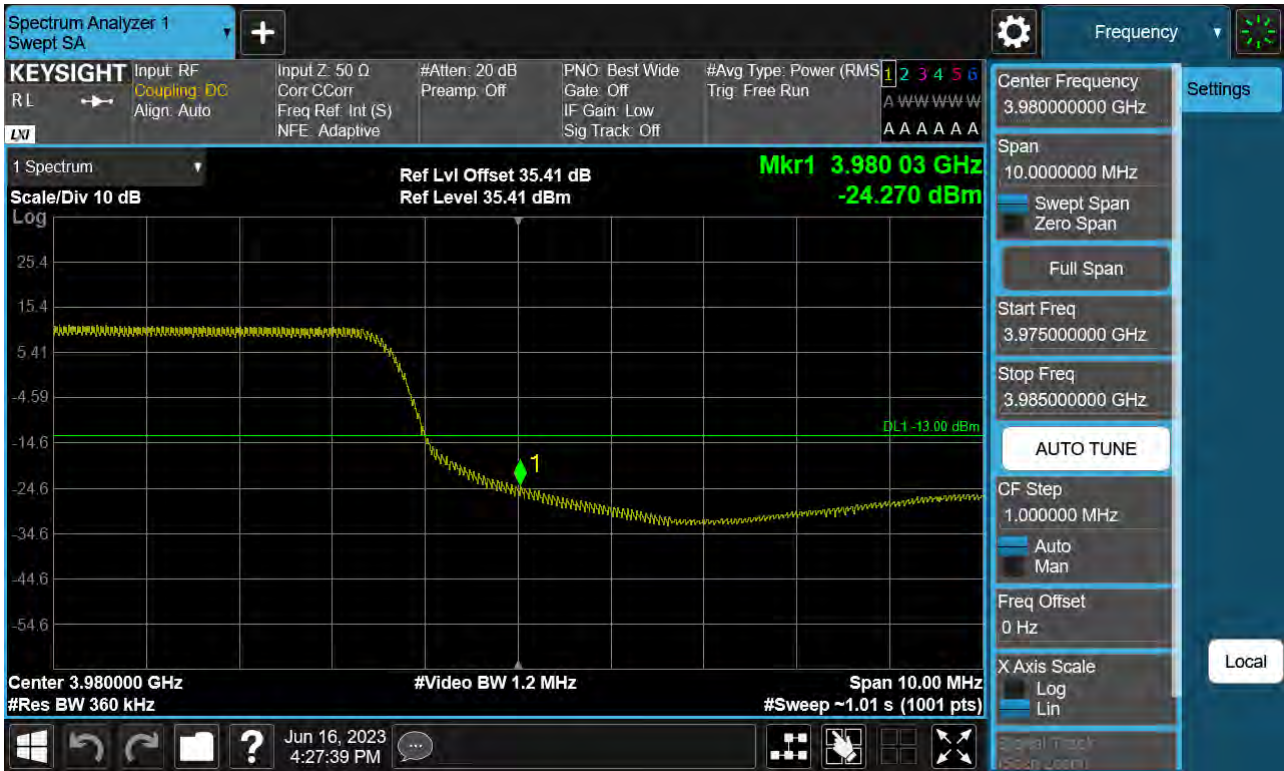 Spectrum Analyzer 1
Swept SA
+
Frequency
KEYSIGHT
RL
LXI
Input: RF
Coupling: DC
Align: Auto
Input Z: 50 Ω
Corr CCorr
Freq Ref: Int (S)
NFE: Adaptive
#Atten: 20 dB
Preamp: Off
PNO: Best Wide
Gate: Off
IF Gain: Low
Sig Track: Off
#Avg Type: Power (RMS
Trig: Free Run
1 2 3 4 5 6
A W W W W W
A A A A A A
1 Spectrum
Scale/Div 10 dB
Log
Ref Lvl Offset 35.41 dB
Ref Level 35.41 dBm
Mkr1 3.980 03 GHz
-24.270 dBm
25.4
15.4
5.41
-4.59
-14.6
-24.6
-34.6
-44.6
-54.6
DL1 -13.00 dBm
1
Center 3.980000 GHz
#Res BW 360 kHz
#Video BW 1.2 MHz
Span 10.00 MHz
#Sweep ~1.01 s (1001 pts)
Center Frequency
3.980000000 GHz
Span
10.0000000 MHz
Swept Span
Zero Span
Full Span
Start Freq
3.975000000 GHz
Stop Freq
3.985000000 GHz
AUTO TUNE
CF Step
1.000000 MHz
Auto
Man
Freq Offset
0 Hz
X Axis Scale
Log
Lin
Signal Track
(Span Zoom)
Settings
Local
?
Jun 16, 2023
4:27:39 PM